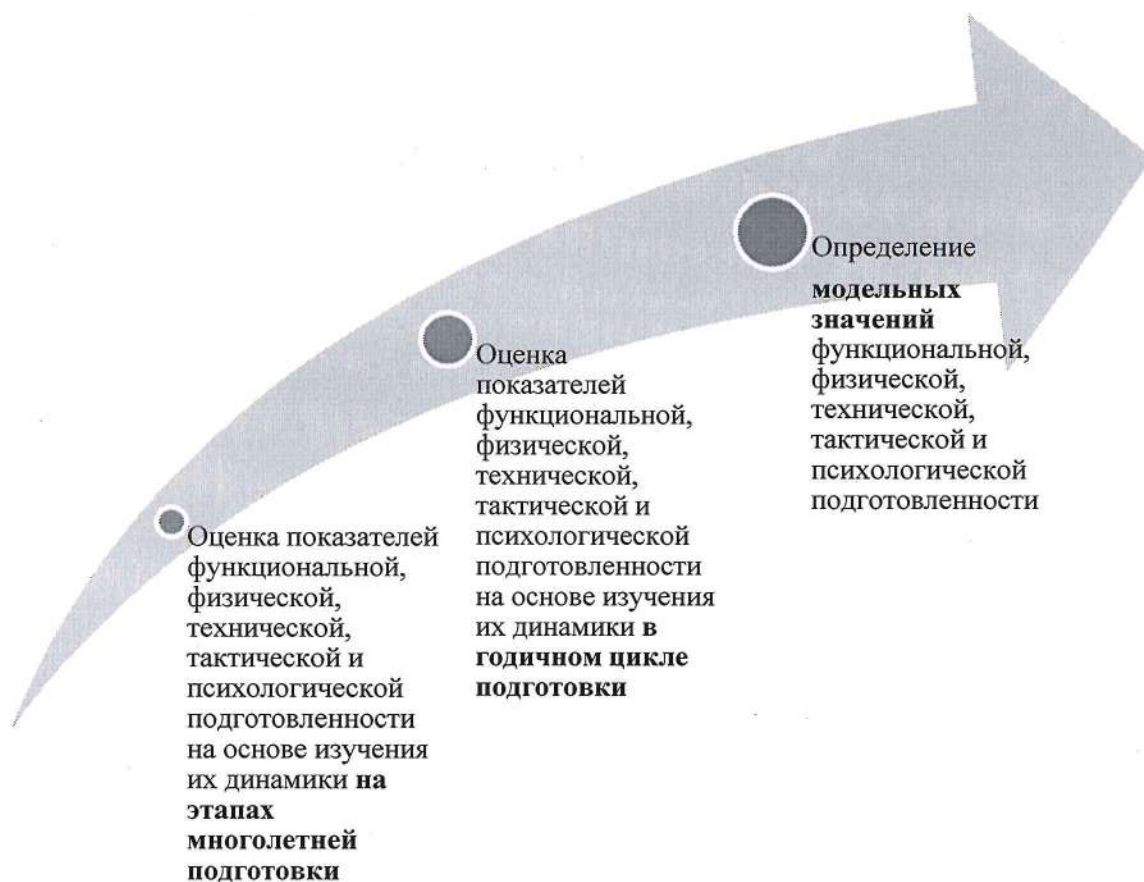 Оценка показателей
функциональной,
физической,
технической,
тактической и
психологической
подготовленности
на основе изучения
их динамики на
этапах
многолетней
подготовки
Оценка
показателей
функциональной,
физической,
технической,
тактической и
психологической
подготовленности
на основе изучения
их динамики в
годичном цикле
подготовки
Определение
модельных
значений
функциональной,
физической,
технической,
тактической и
психологической
подготовленности